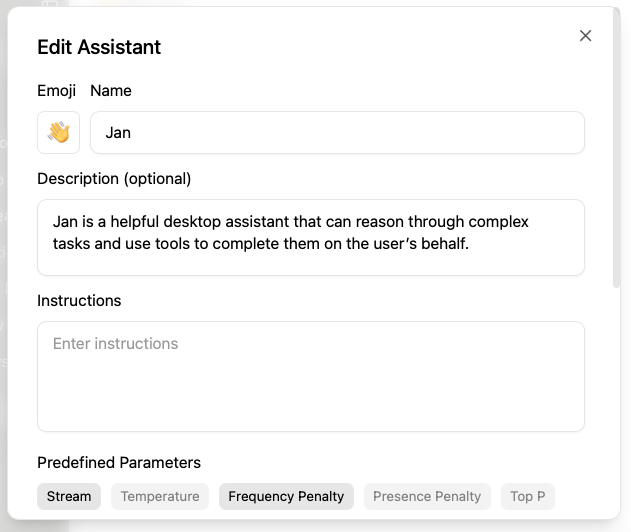 Edit Assistant
Emoji Name
Jan
Description (optional)
Jan is a helpful desktop assistant that can reason through complex
tasks and use tools to complete them on the user’s behalf.
Instructions
Enter instructions
Predefined Parameters
Stream Temperature Frequency Penalty Presence Penalty Top P